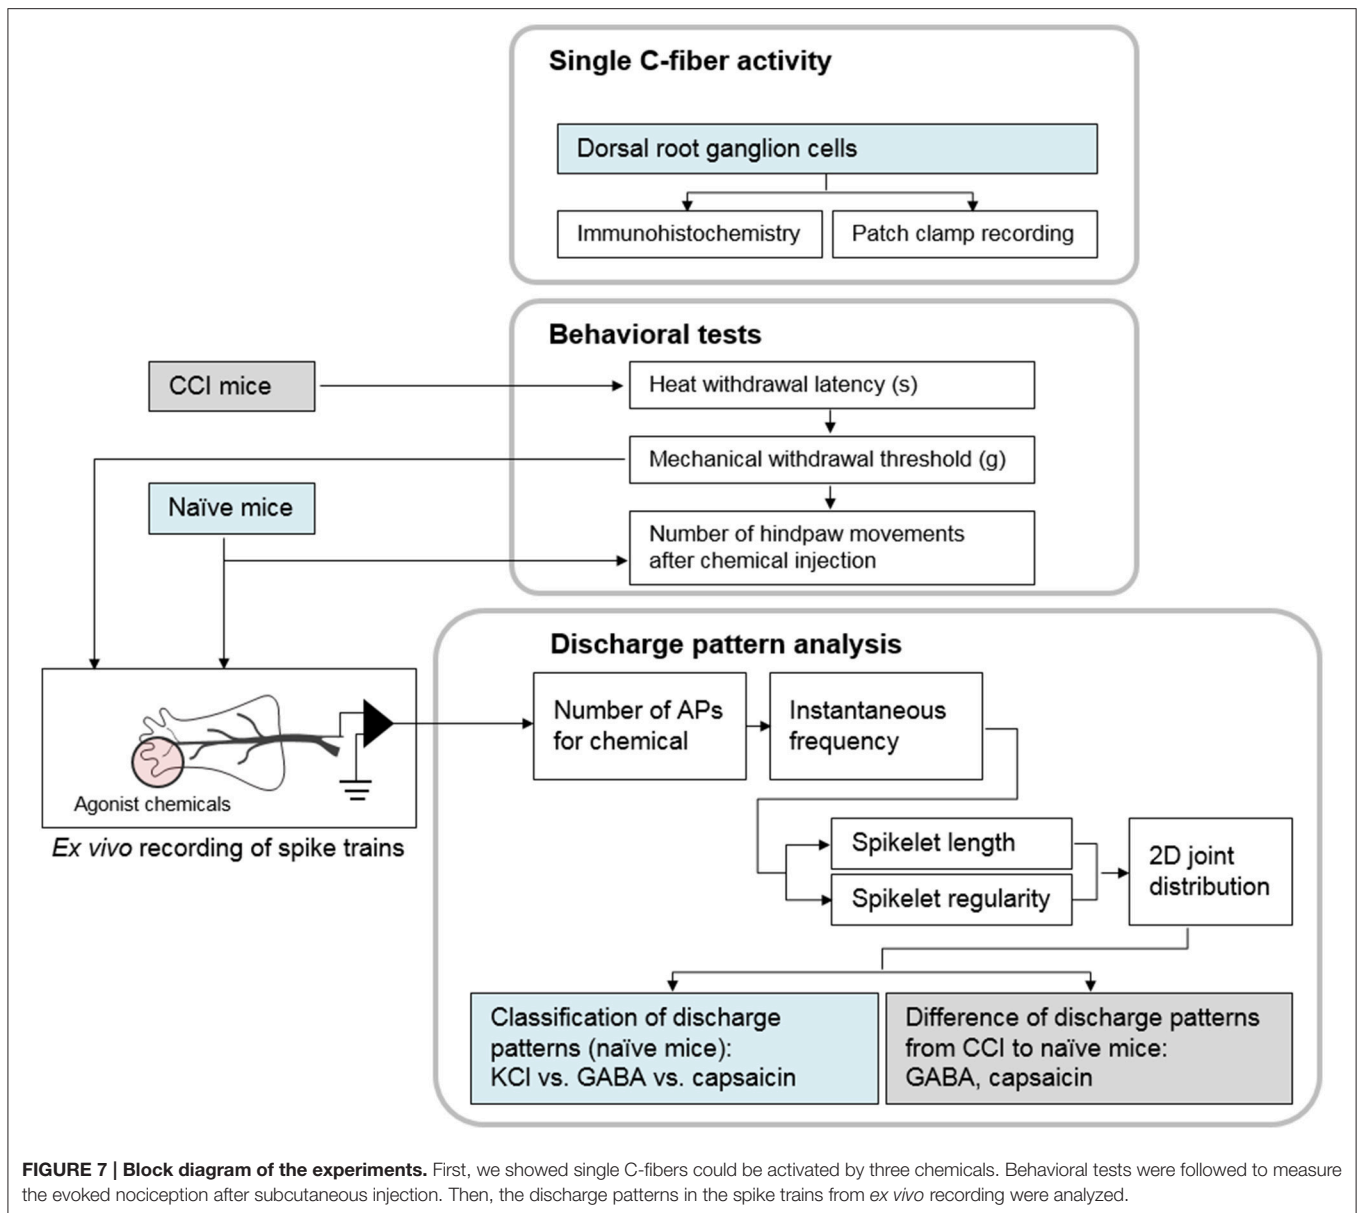 Single C-fiber activity
Dorsal root ganglion cells
Immunohistochemistry
Patch clamp recording
Behavioral tests
CCI mice
Heat withdrawal latency (s)
Mechanical withdrawal threshold (g)
Naïve mice
Number of hindpaw movements
after chemical injection
Agonist chemicals
Ex vivo recording of spike trains
Discharge pattern analysis
Number of APs
for chemical
Instantaneous
frequency
Spikelet length
Spikelet regularity
2D joint
distribution
Classification of discharge
patterns (naïve mice):
KCl vs. GABA vs. capsaicin
Difference of discharge patterns
from CCI to naïve mice:
GABA, capsaicin
FIGURE 7 | Block diagram of the experiments. First, we showed single C-fibers could be activated by three chemicals. Behavioral tests were followed to measure
the evoked nociception after subcutaneous injection. Then, the discharge patterns in the spike trains from ex vivo recording were analyzed.